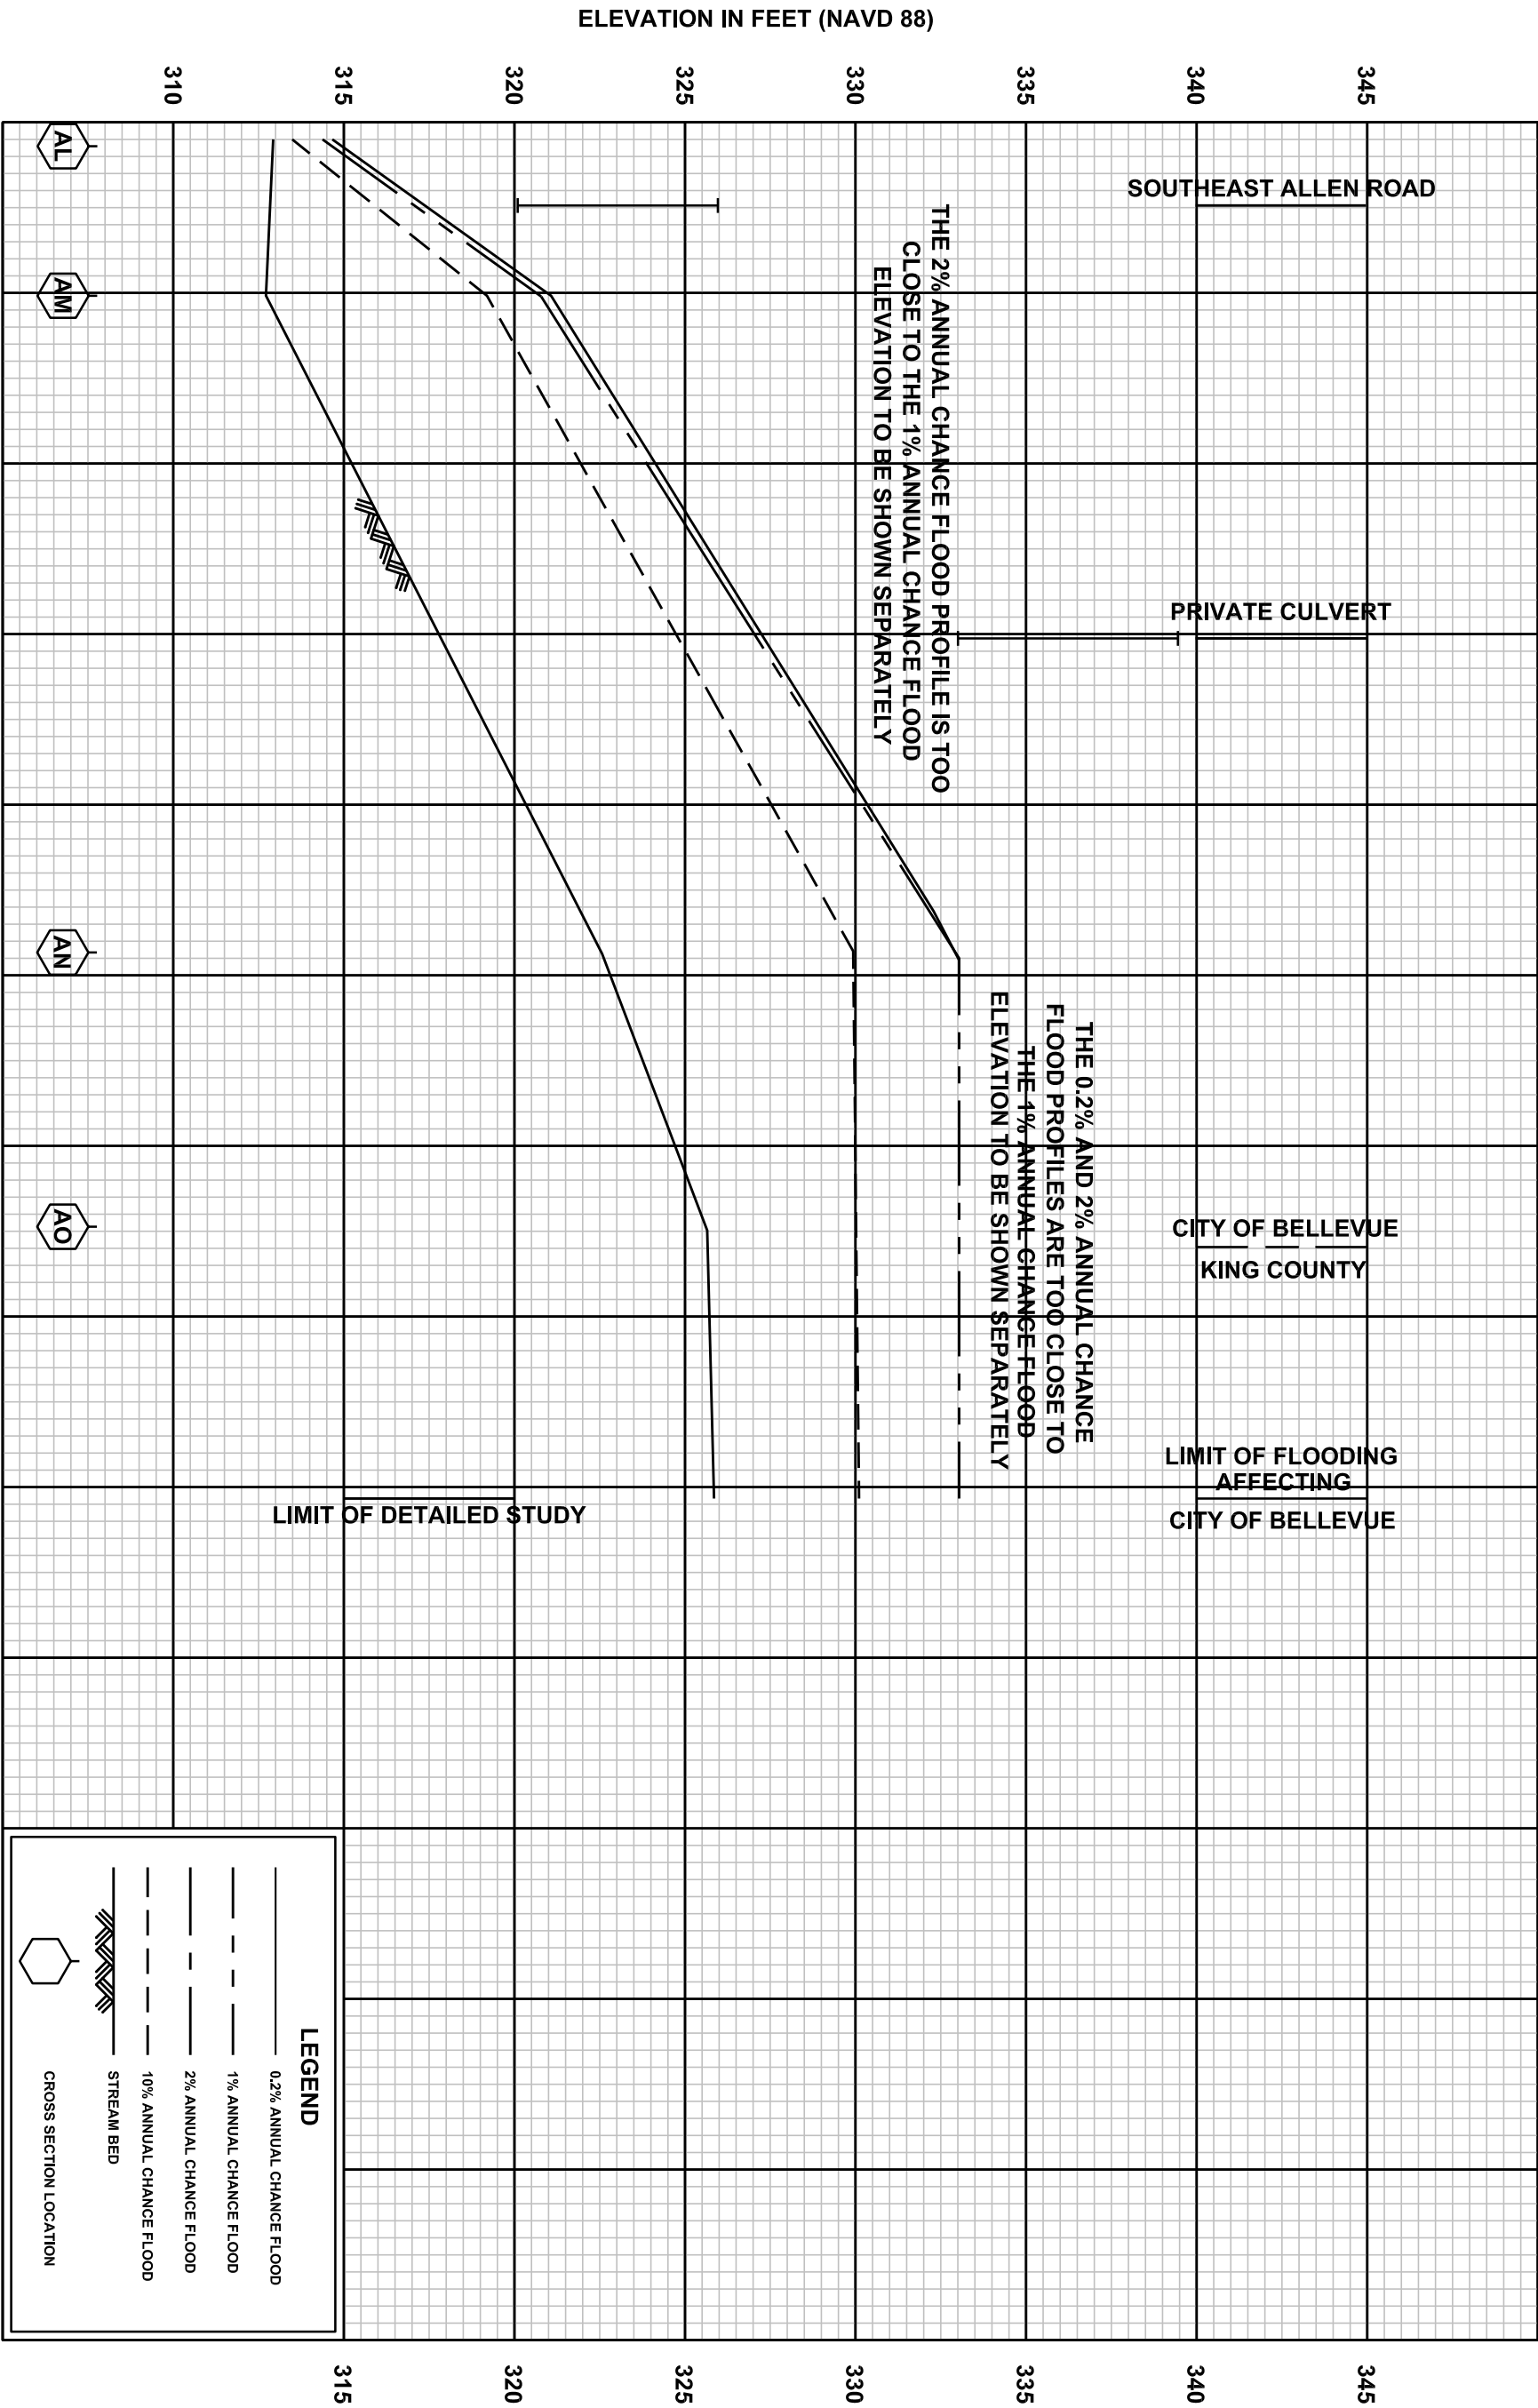 ELEVATION IN FEET (NAVD 88)
310
315
320
325
330
335
340
345
SOUTHEAST ALLEN ROAD
PRIVATE CULVERT
CITY OF BELLEVUE
KING COUNTY
LIMIT OF FLOODING
AFFECTING
CITY OF BELLEVUE
THE 2% ANNUAL CHANCE FLOOD PROFILE IS TOO
CLOSE TO THE 1% ANNUAL CHANCE FLOOD
ELEVATION TO BE SHOWN SEPARATELY
THE 0.2% AND 2% ANNUAL CHANCE
FLOOD PROFILES ARE TOO CLOSE TO
THE 1% ANNUAL CHANCE FLOOD
ELEVATION TO BE SHOWN SEPARATELY
LIMIT OF DETAILED STUDY
AL
AM
AN
AO
LEGEND
0.2% ANNUAL CHANCE FLOOD
1% ANNUAL CHANCE FLOOD
2% ANNUAL CHANCE FLOOD
10% ANNUAL CHANCE FLOOD
STREAM BED
CROSS SECTION LOCATION
315
320
325
330
335
340
345